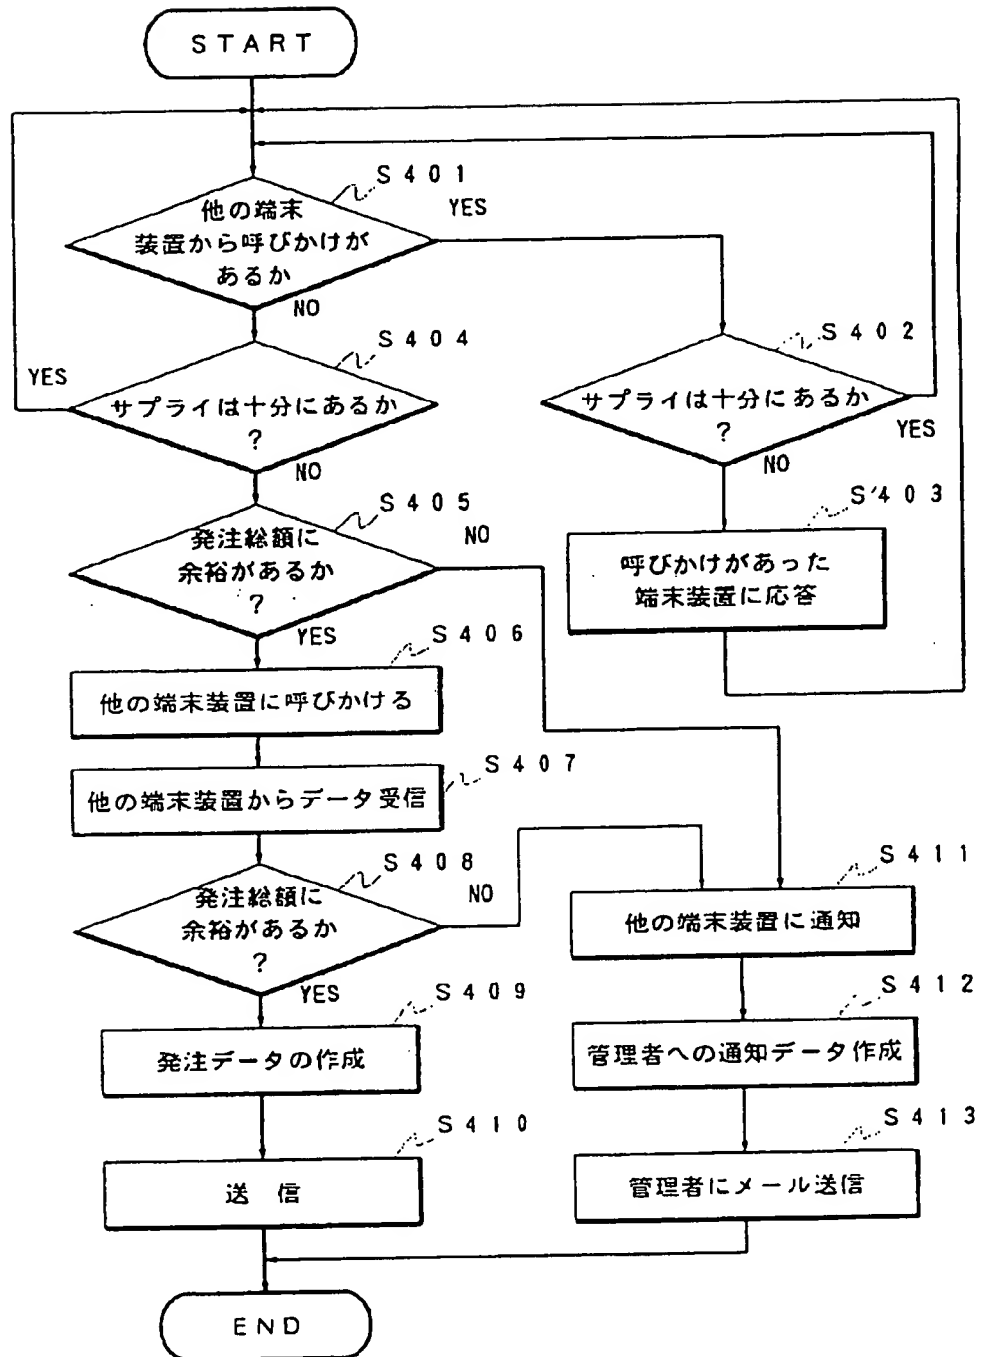 START
S401
他の端末
装置から呼びかけが
あるか
YES
NO
S404
サプライは十分にあるか
?
YES
NO
S402
サプライは十分にあるか
?
YES
NO
S403
呼びかけがあった
端末装置に応答
S405
発注総額に
余裕があるか
?
NO
YES
S406
他の端末装置に呼びかける
S407
他の端末装置からデータ受信
S408
発注総額に
余裕があるか
?
NO
YES
S409
発注データの作成
S410
送 信
S411
他の端末装置に通知
S412
管理者への通知データ作成
S413
管理者にメール送信
END